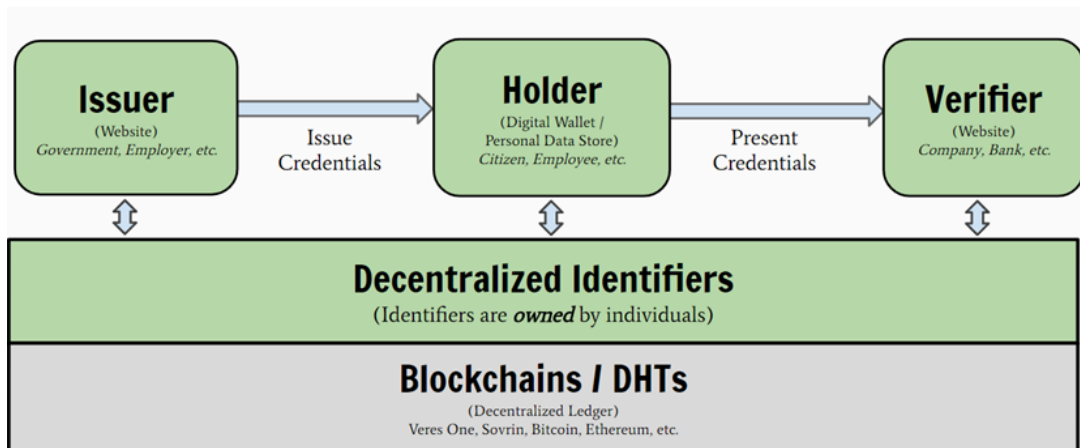 Issuer
(Website)
Government, Employer, etc.
Issue
Credentials
Holder
(Digital Wallet /
Personal Data Store)
Citizen, Employee, etc.
Present
Credentials
Verifier
(Website)
Company, Bank, etc.
Decentralized Identifiers
(Identifiers are owned by individuals)
Blockchains / DHTs
(Decentralized Ledger)
Veres One, Sovrin, Bitcoin, Ethereum, etc.